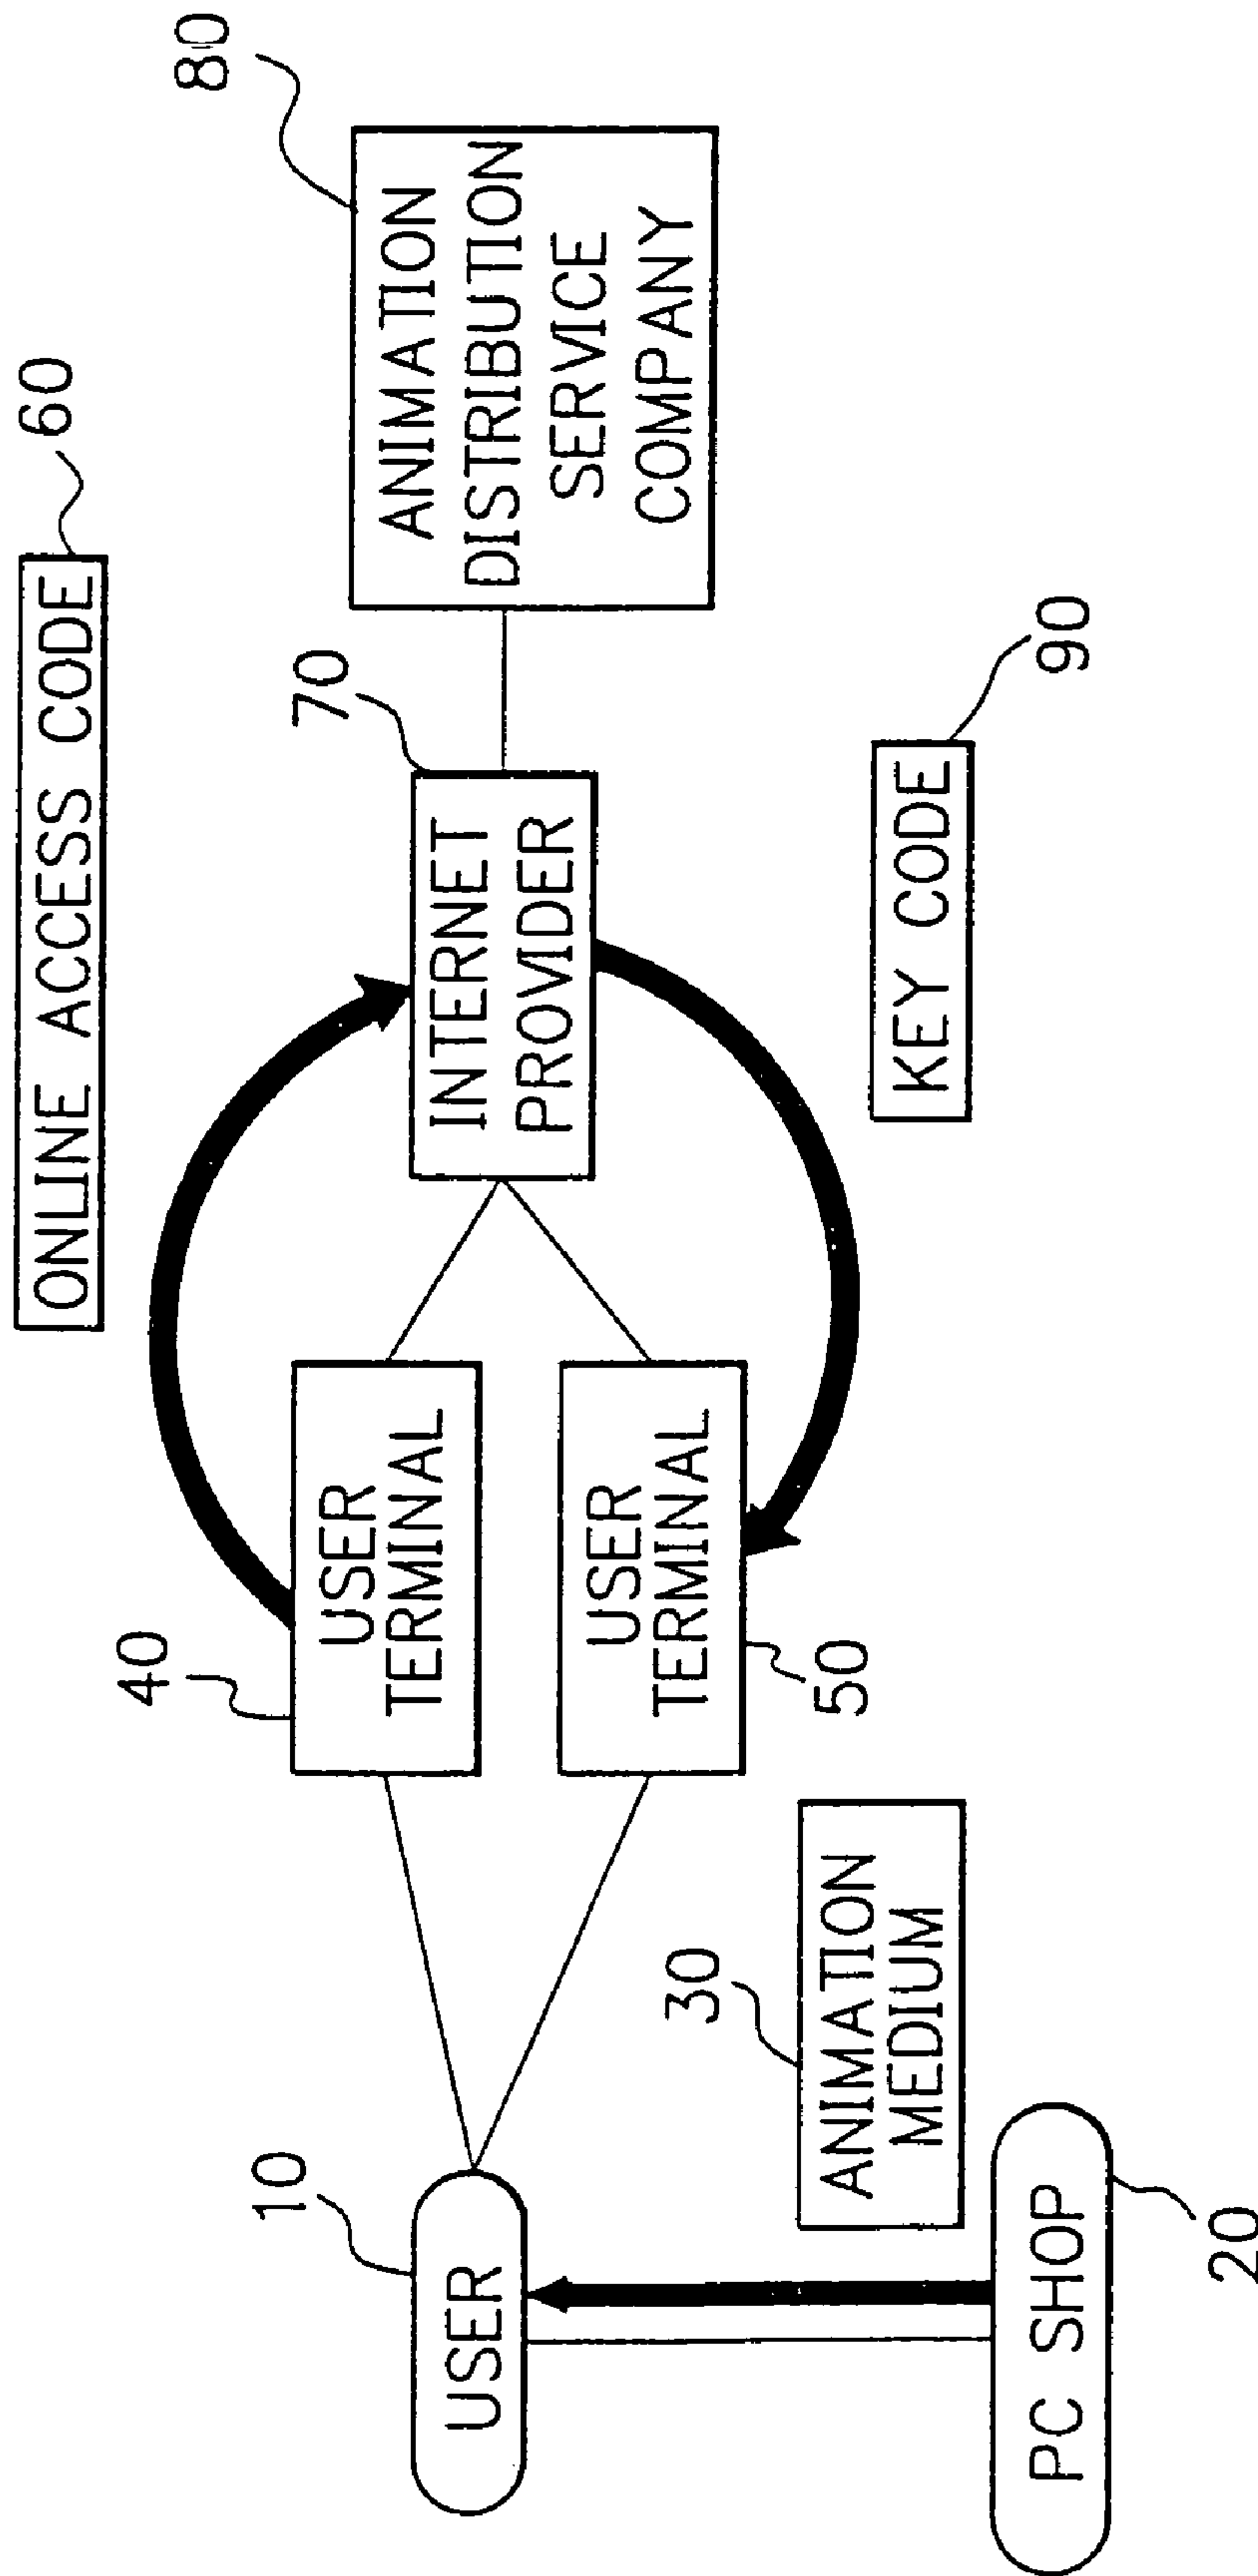 ONLINE ACCESS CODE
60
80
40
USER
TERMINAL
70
INTERNET
PROVIDER
ANIMATION
DISTRIBUTION
SERVICE
COMPANY
10
USER
USER
TERMINAL
50
30
ANIMATION
MEDIUM
KEY CODE
90
PC SHOP
20